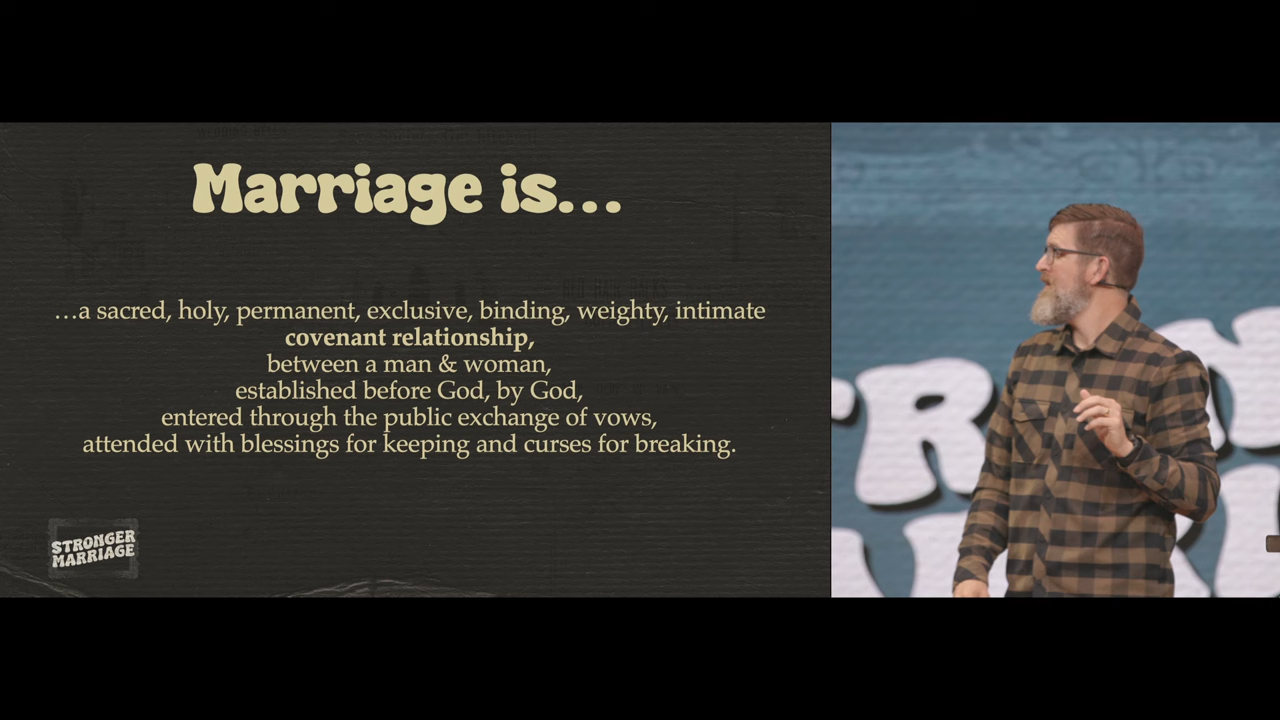 Marriage is...
...a sacred, holy, permanent, exclusive, binding, weighty, intimate
covenant relationship,
between a man & woman,
established before God, by God,
entered through the public exchange of vows,
attended with blessings for keeping and curses for breaking.
STRONGER
MARRIAGE